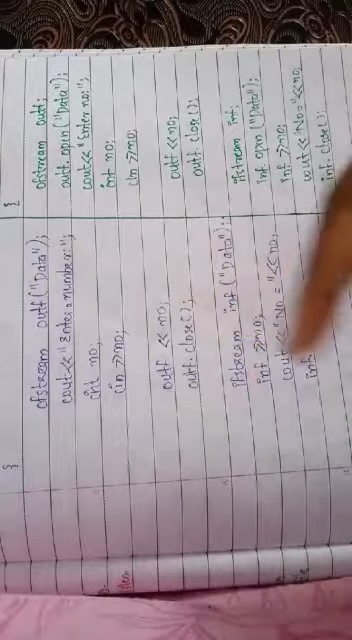 {
ofstream outf("Data");
cout<<"Enter a number:";
int no;
cin >>no;
outf << no;
outf.close();
ifstream inf("Data");
inf >>no;
cout<<"No = "<<no;
inf.
{
ofstream outf;
outf.open("Data");
cout<<"Enter no:";
int no;
cin >>no;
outf <<no;
outf.close();
ifstream inf;
inf open("Data");
inf >>no;
cout <<"No="<<no;
inf.close();